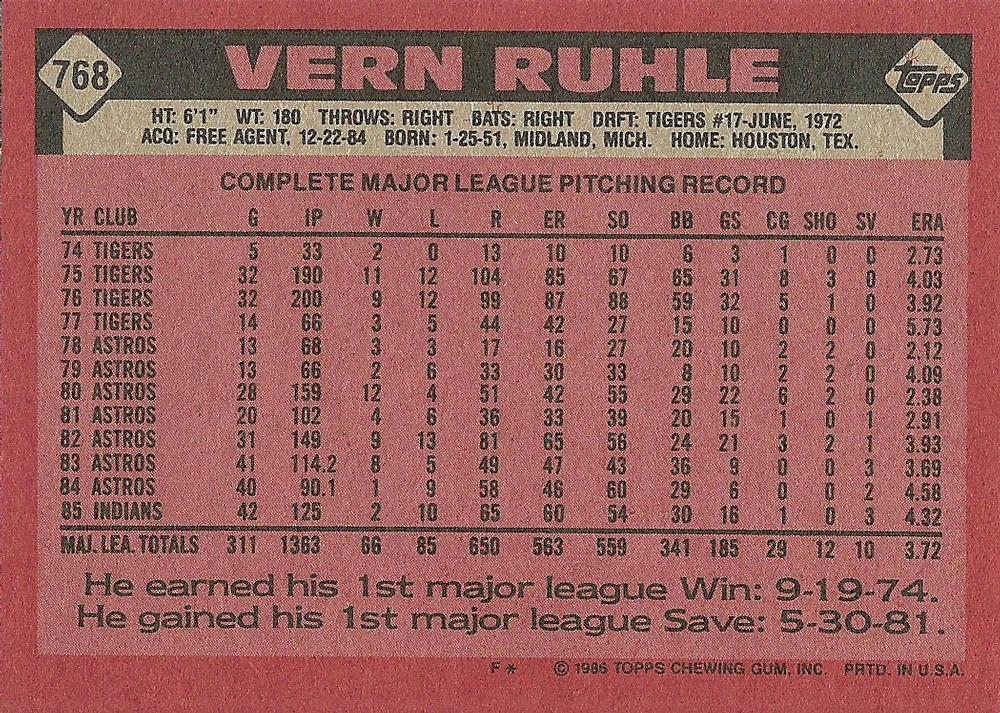 768 VERN RUHLE topps
HT: 6'1" WT: 180 THROWS: RIGHT BATS: RIGHT DRFT: TIGERS #17-JUNE, 1972
ACQ: FREE AGENT, 12-22-84 BORN: 1-25-51, MIDLAND, MICH. HOME: HOUSTON, TEX.
COMPLETE MAJOR LEAGUE PITCHING RECORD
YR CLUB G IP W L R ER SO BB GS CG SHO SV ERA
74 TIGERS 5 33 2 0 13 10 10 6 3 1 0 0 2.73
75 TIGERS 32 190 11 12 104 85 67 65 31 8 3 0 4.03
76 TIGERS 32 200 9 12 99 87 88 59 32 5 1 0 3.92
77 TIGERS 14 66 3 5 44 42 27 15 10 0 0 0 5.73
78 ASTROS 13 68 3 3 17 16 27 20 10 2 2 0 2.12
79 ASTROS 13 66 2 6 33 30 33 8 10 2 2 0 4.09
80 ASTROS 28 159 12 4 51 42 55 29 22 6 2 0 2.38
81 ASTROS 20 102 4 6 36 33 39 20 15 1 0 1 2.91
82 ASTROS 31 149 9 13 81 65 56 24 21 3 2 1 3.93
83 ASTROS 41 114.2 8 5 49 47 43 36 9 0 0 3 3.69
84 ASTROS 40 90.1 1 9 58 46 60 29 6 0 0 2 4.58
85 INDIANS 42 125 2 10 65 60 54 30 16 1 0 3 4.32
MAJ. LEA. TOTALS 311 1363 66 85 650 563 559 341 185 29 12 10 3.72
He earned his 1st major league Win: 9-19-74.
He gained his 1st major league Save: 5-30-81.
F * © 1986 TOPPS CHEWING GUM, INC. PRTD. IN U.S.A.